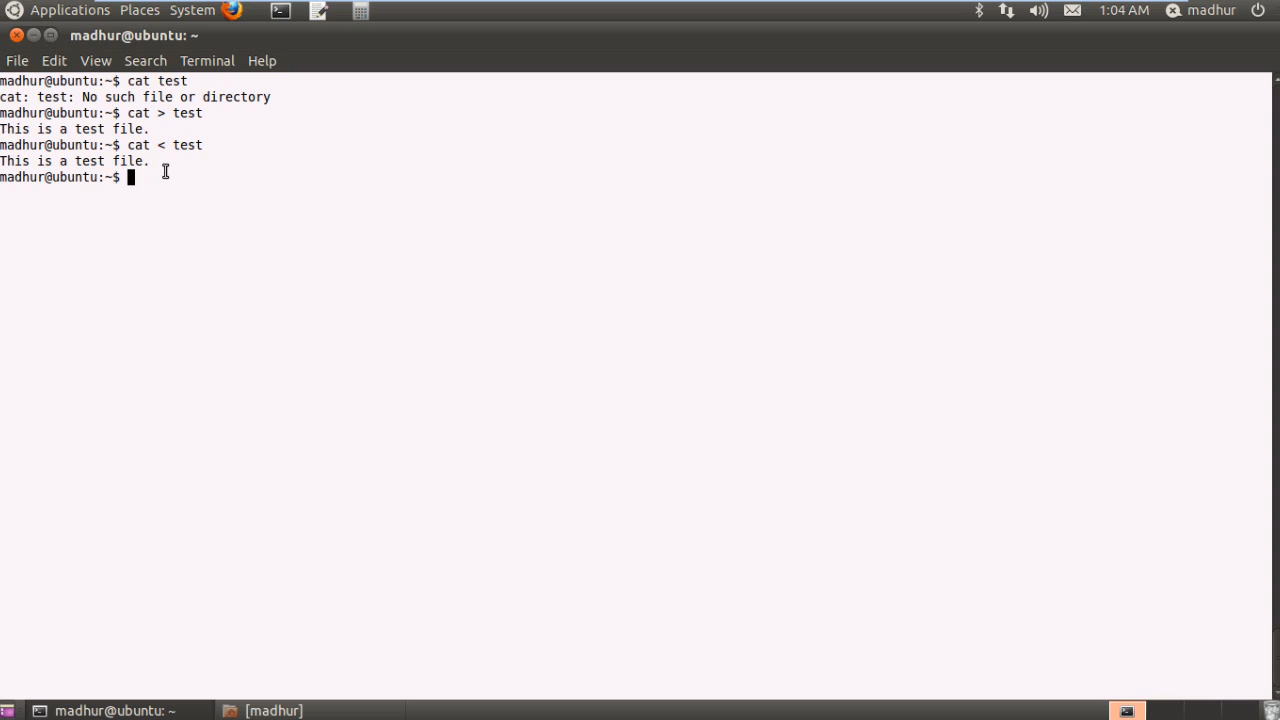 Applications Places System 1:04 AM madhur
madhur@ubuntu: ~
File Edit View Search Terminal Help
madhur@ubuntu:~$ cat test
cat: test: No such file or directory
madhur@ubuntu:~$ cat > test
This is a test file.
madhur@ubuntu:~$ cat < test
This is a test file.
madhur@ubuntu:~$
madhur@ubuntu: ~ [madhur]